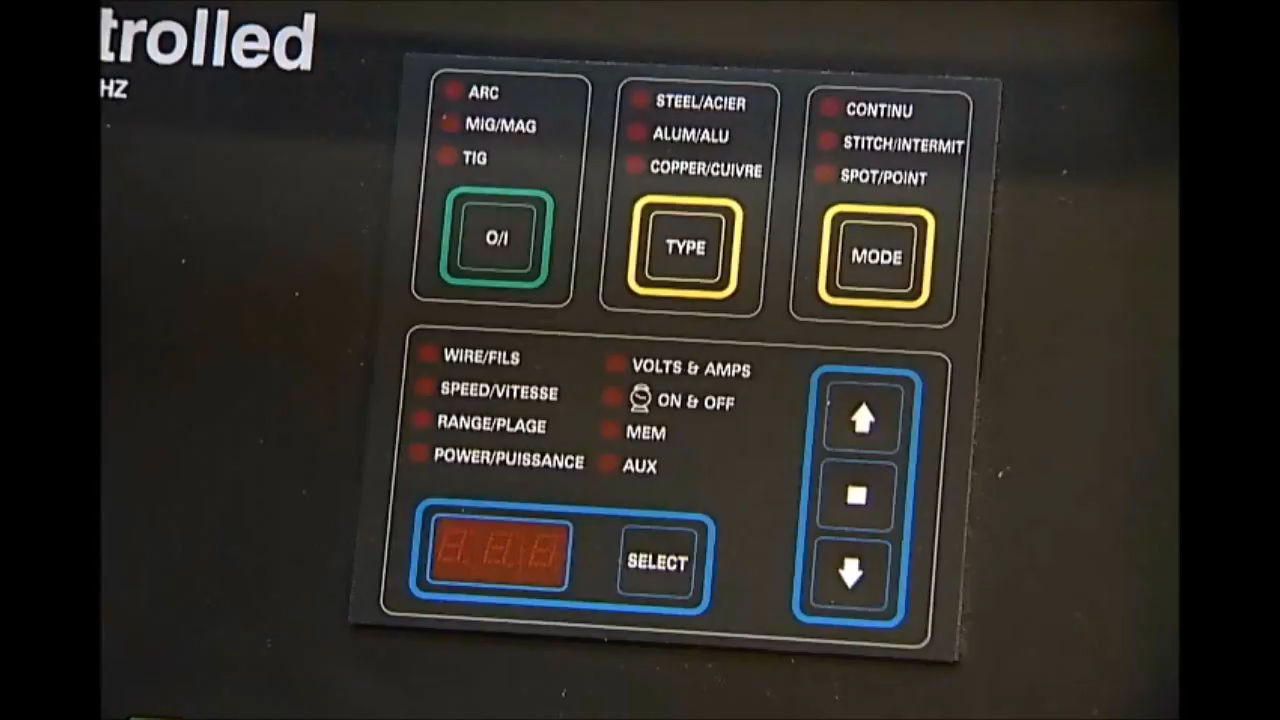 trolled
HZ
ARC
MIG/MAG
TIG
O/I
STEEL/ACIER
ALUM/ALU
COPPER/CUIVRE
TYPE
CONTINU
STITCH/INTERMIT
SPOT/POINT
MODE
WIRE/FILS
SPEED/VITESSE
RANGE/PLAGE
POWER/PUISSANCE
VOLTS & AMPS
ON & OFF
MEM
AUX
SELECT